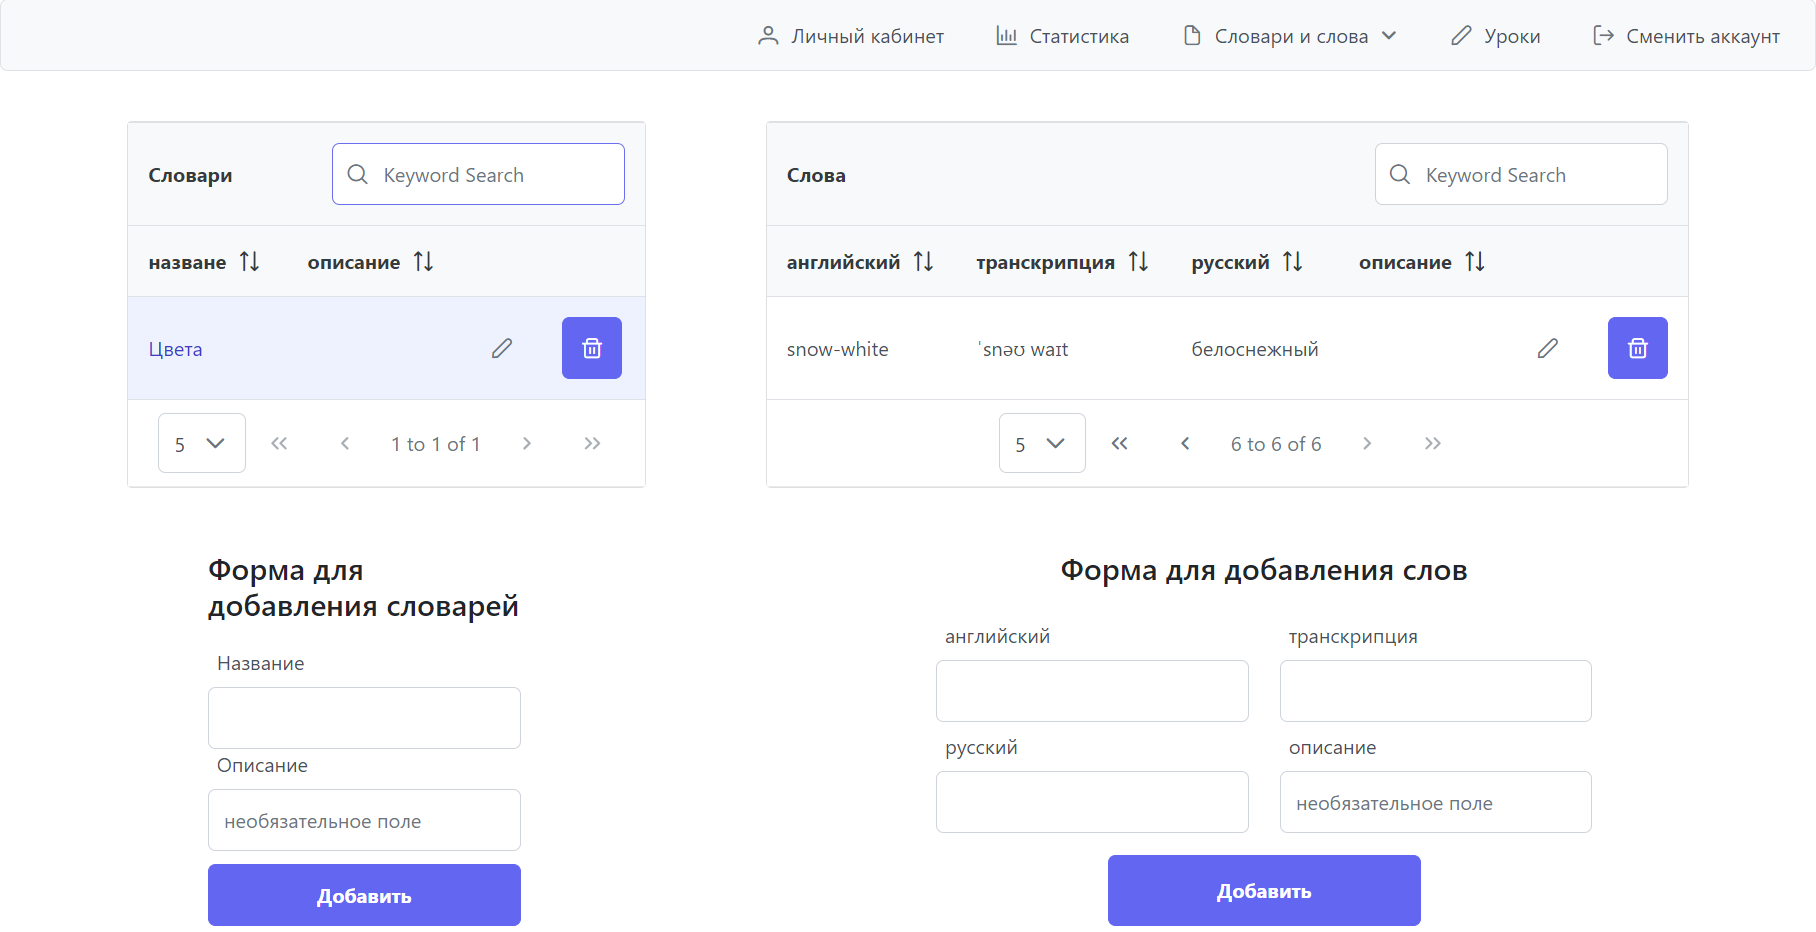 Личный кабинет
Статистика
Словари и слова
Уроки
Сменить аккаунт
Словари
Keyword Search
назване
описание
Цвета
5
1 to 1 of 1
Слова
Keyword Search
английский
транскрипция
русский
описание
snow-white
ˈsnəʊ waɪt
белоснежный
5
6 to 6 of 6
Форма для
добавления словарей
Название
Описание
необязательное поле
Добавить
Форма для добавления слов
английский
транскрипция
русский
описание
необязательное поле
Добавить